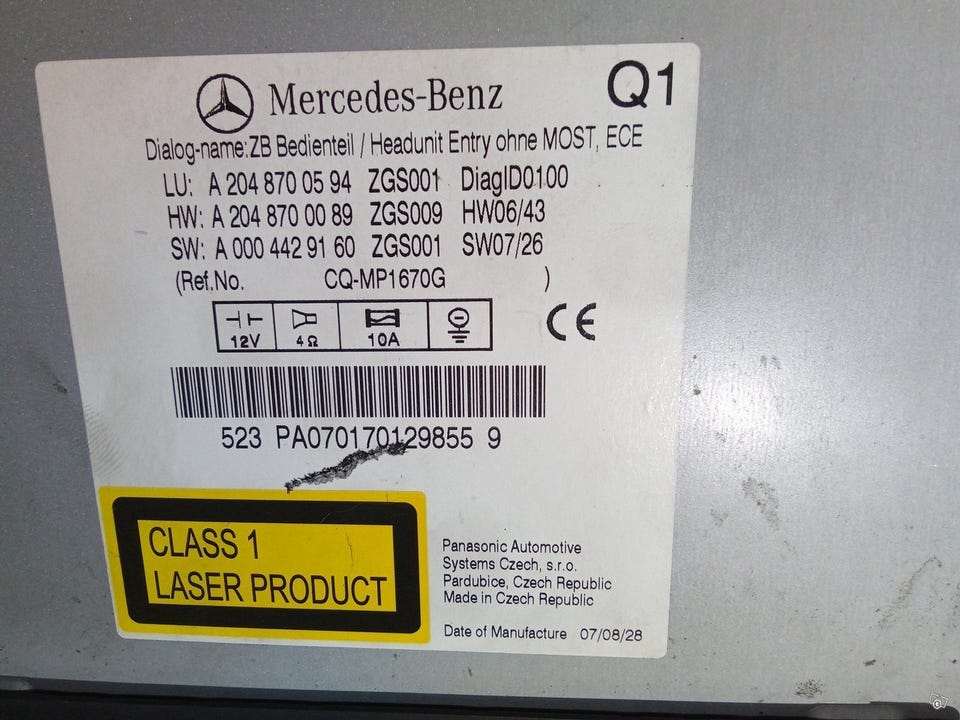 Mercedes-Benz
Q1
Dialog-name:ZB Bedienteil / Headunit Entry ohne MOST, ECE
LU: A 204 870 05 94 ZGS001 DiagID0100
HW: A 204 870 00 89 ZGS009 HW06/43
SW: A 000 442 91 60 ZGS001 SW07/26
(Ref.No. CQ-MP1670G )
12V 4Ω 10A
CE
523 PA070170129855 9
CLASS 1
LASER PRODUCT
Panasonic Automotive
Systems Czech, s.r.o.
Pardubice, Czech Republic
Made in Czech Republic
Date of Manufacture 07/08/28